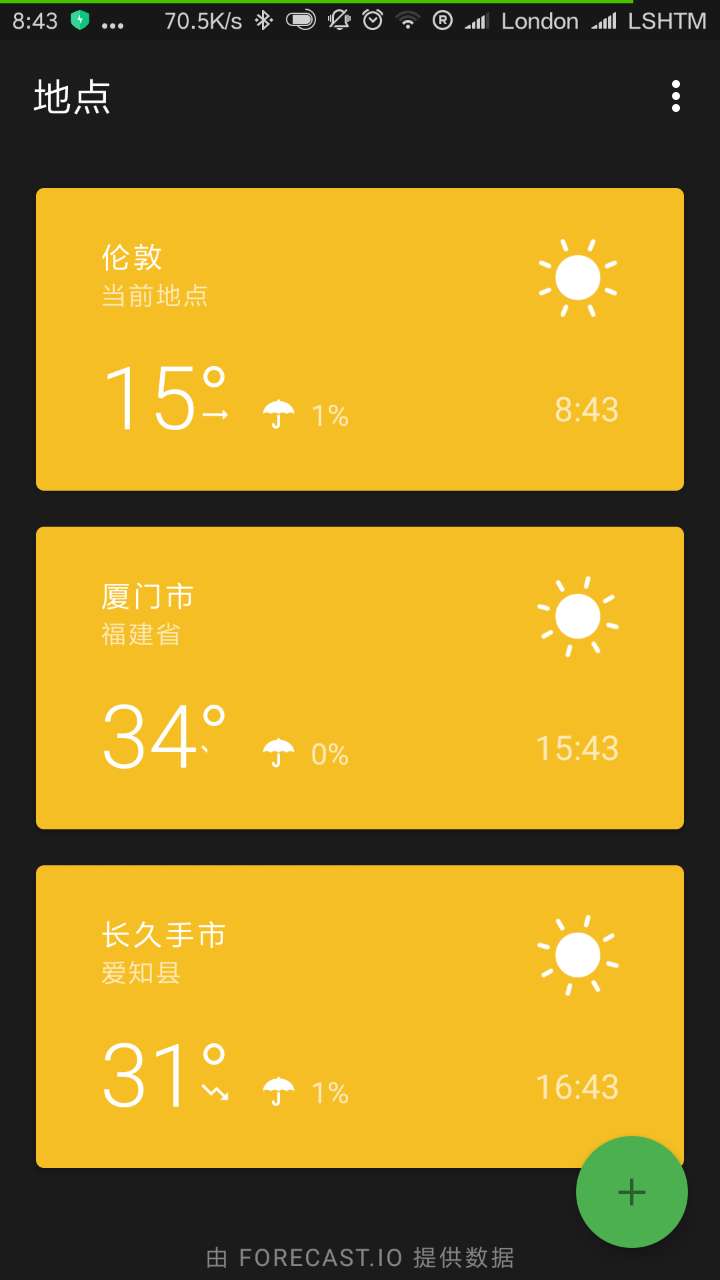 8:43 ... 70.5K/s R London LSHTM
地点
伦敦
当前地点
15° 1% 8:43
厦门市
福建省
34° 0% 15:43
长久手市
爱知县
31° 1% 16:43
由 FORECAST.IO 提供数据